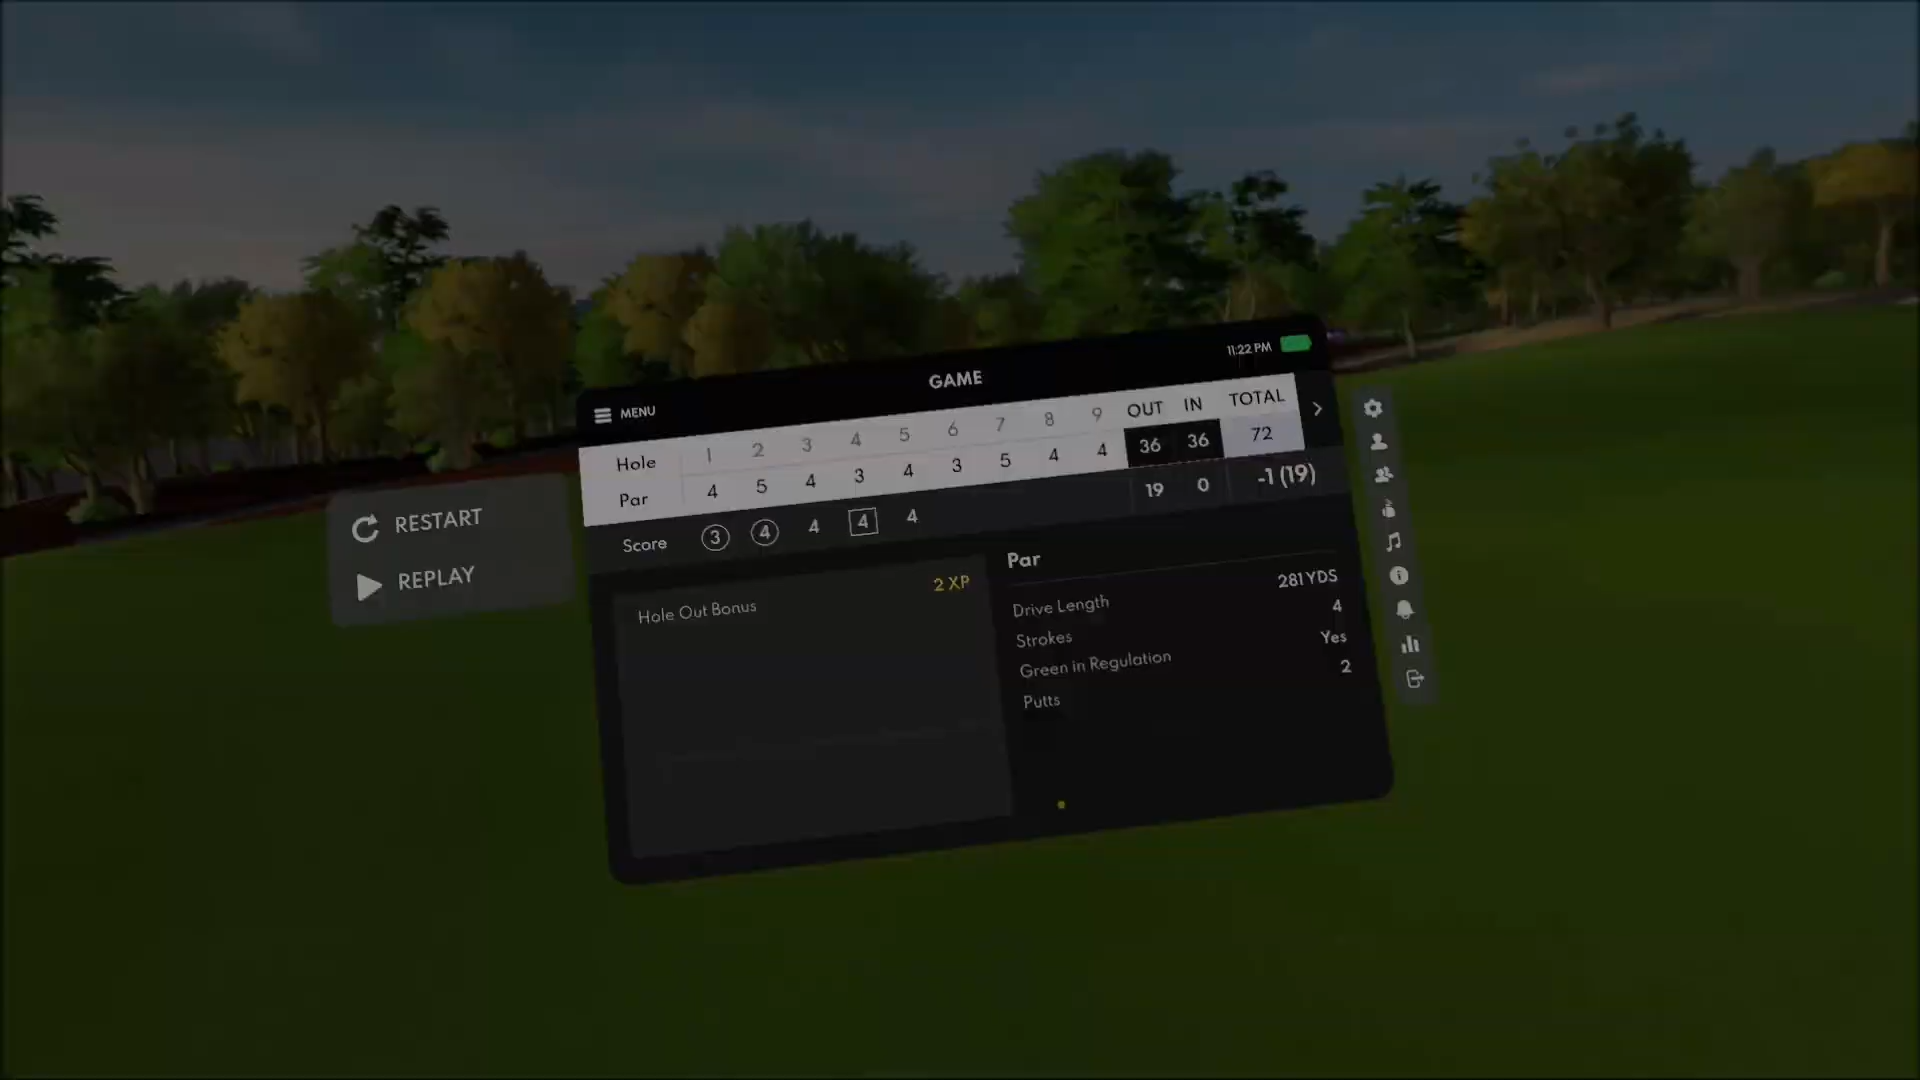 11:22 PM
GAME
MENU
Hole 1 2 3 4 5 6 7 8 9 OUT IN TOTAL
Par 4 5 4 3 4 3 5 4 4 36 36 72
Score 3 4 4 4 4 19 0 -1 (19)
RESTART
REPLAY
2 XP
Hole Out Bonus
Par
Drive Length 281 YDS
Strokes 4
Green in Regulation Yes
Putts 2